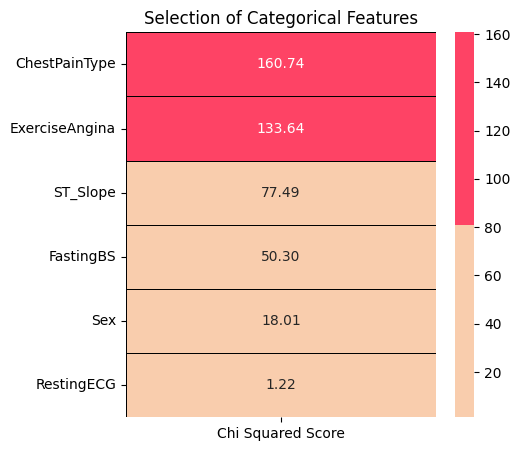 Selection of Categorical Features
ChestPainType 160.74
ExerciseAngina 133.64
ST_Slope 77.49
FastingBS 50.30
Sex 18.01
RestingECG 1.22
Chi Squared Score
160
140
120
100
80
60
40
20